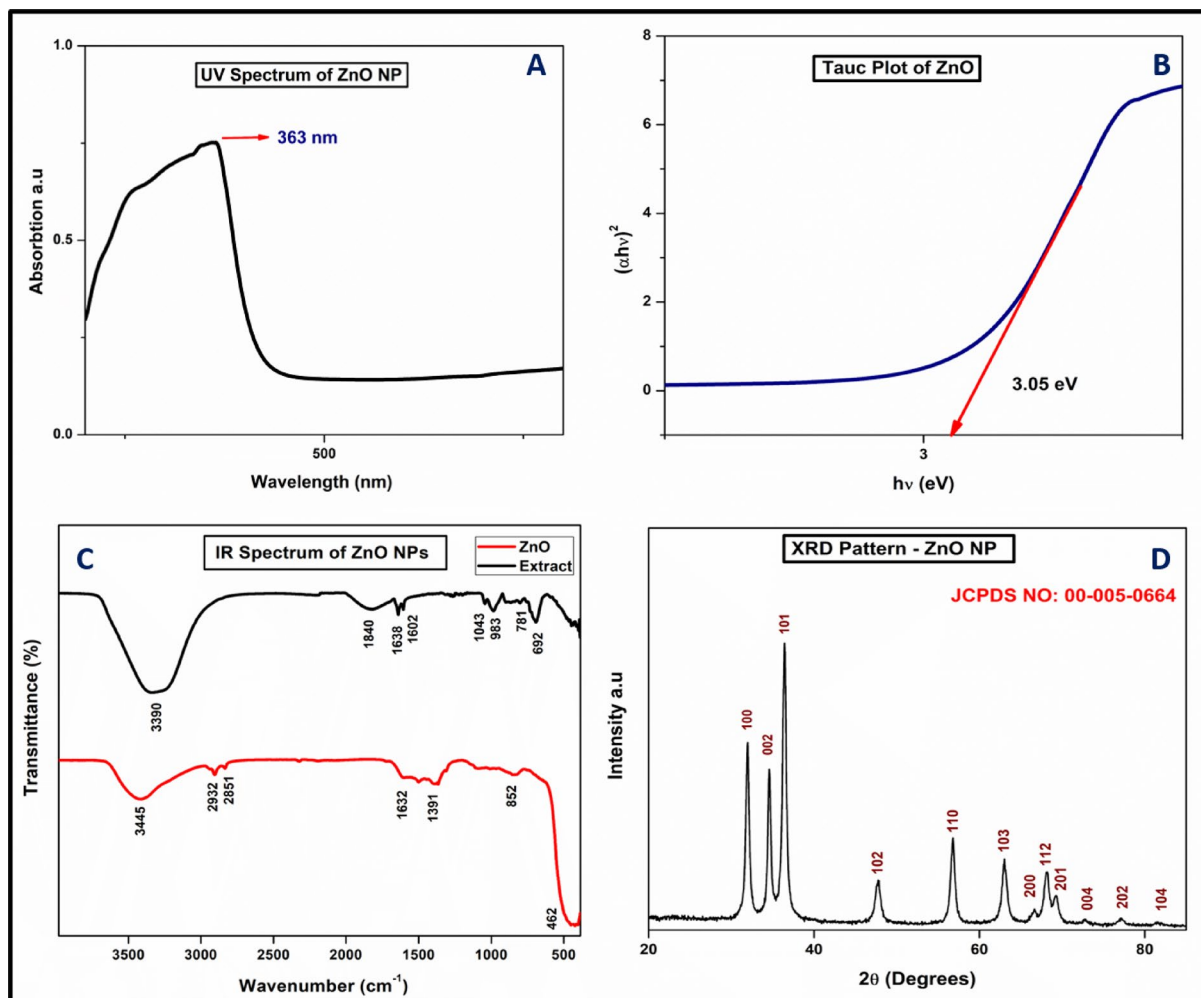 UV Spectrum of ZnO NP
A
363 nm
1.0
0.5
0.0
Absorbtion a.u
500
Wavelength (nm)
Tauc Plot of ZnO
B
8
6
4
2
0
(αhν)²
3.05 eV
3
hν (eV)
C
IR Spectrum of ZnO NPs
ZnO
Extract
3390
1840
1638
1602
1043
983
781
692
3445
2932
2851
1632
1391
852
462
Transmittance (%)
3500 3000 2500 2000 1500 1000 500
Wavenumber (cm⁻¹)
XRD Pattern - ZnO NP
D
JCPDS NO: 00-005-0664
100
002
101
102
110
103
200
112
201
004
202
104
Intensity a.u
20 40 60 80
2θ (Degrees)